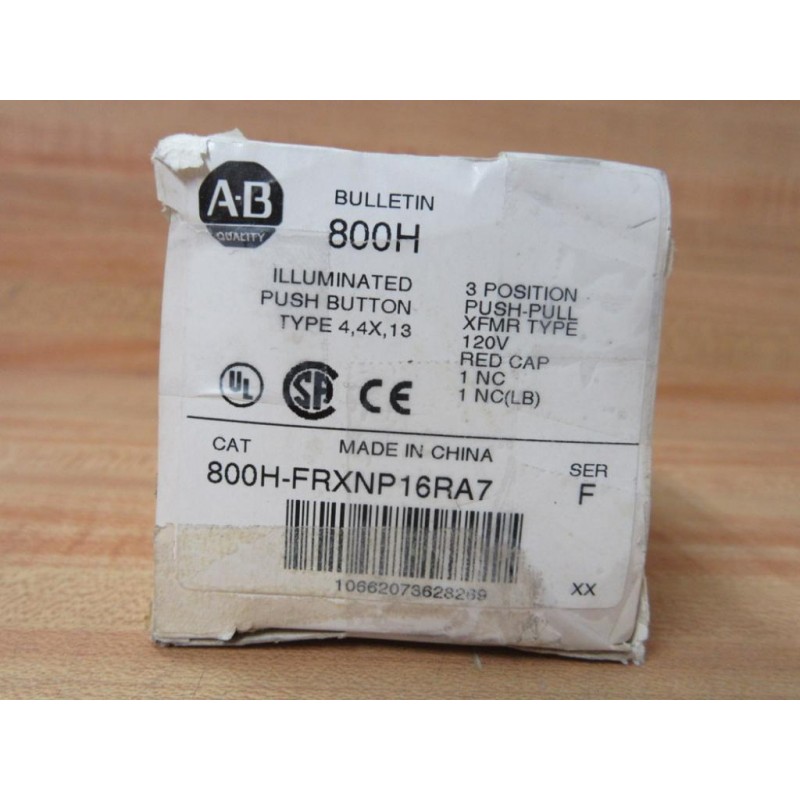 A-B
QUALITY
BULLETIN
800H
ILLUMINATED
PUSH BUTTON
TYPE 4,4X,13
3 POSITION
PUSH-PULL
XFMR TYPE
120V
RED CAP
1 NC
1 NC(LB)
UL
SA
CE
CAT
MADE IN CHINA
800H-FRXNP16RA7
SER
F
10662073628269
XX